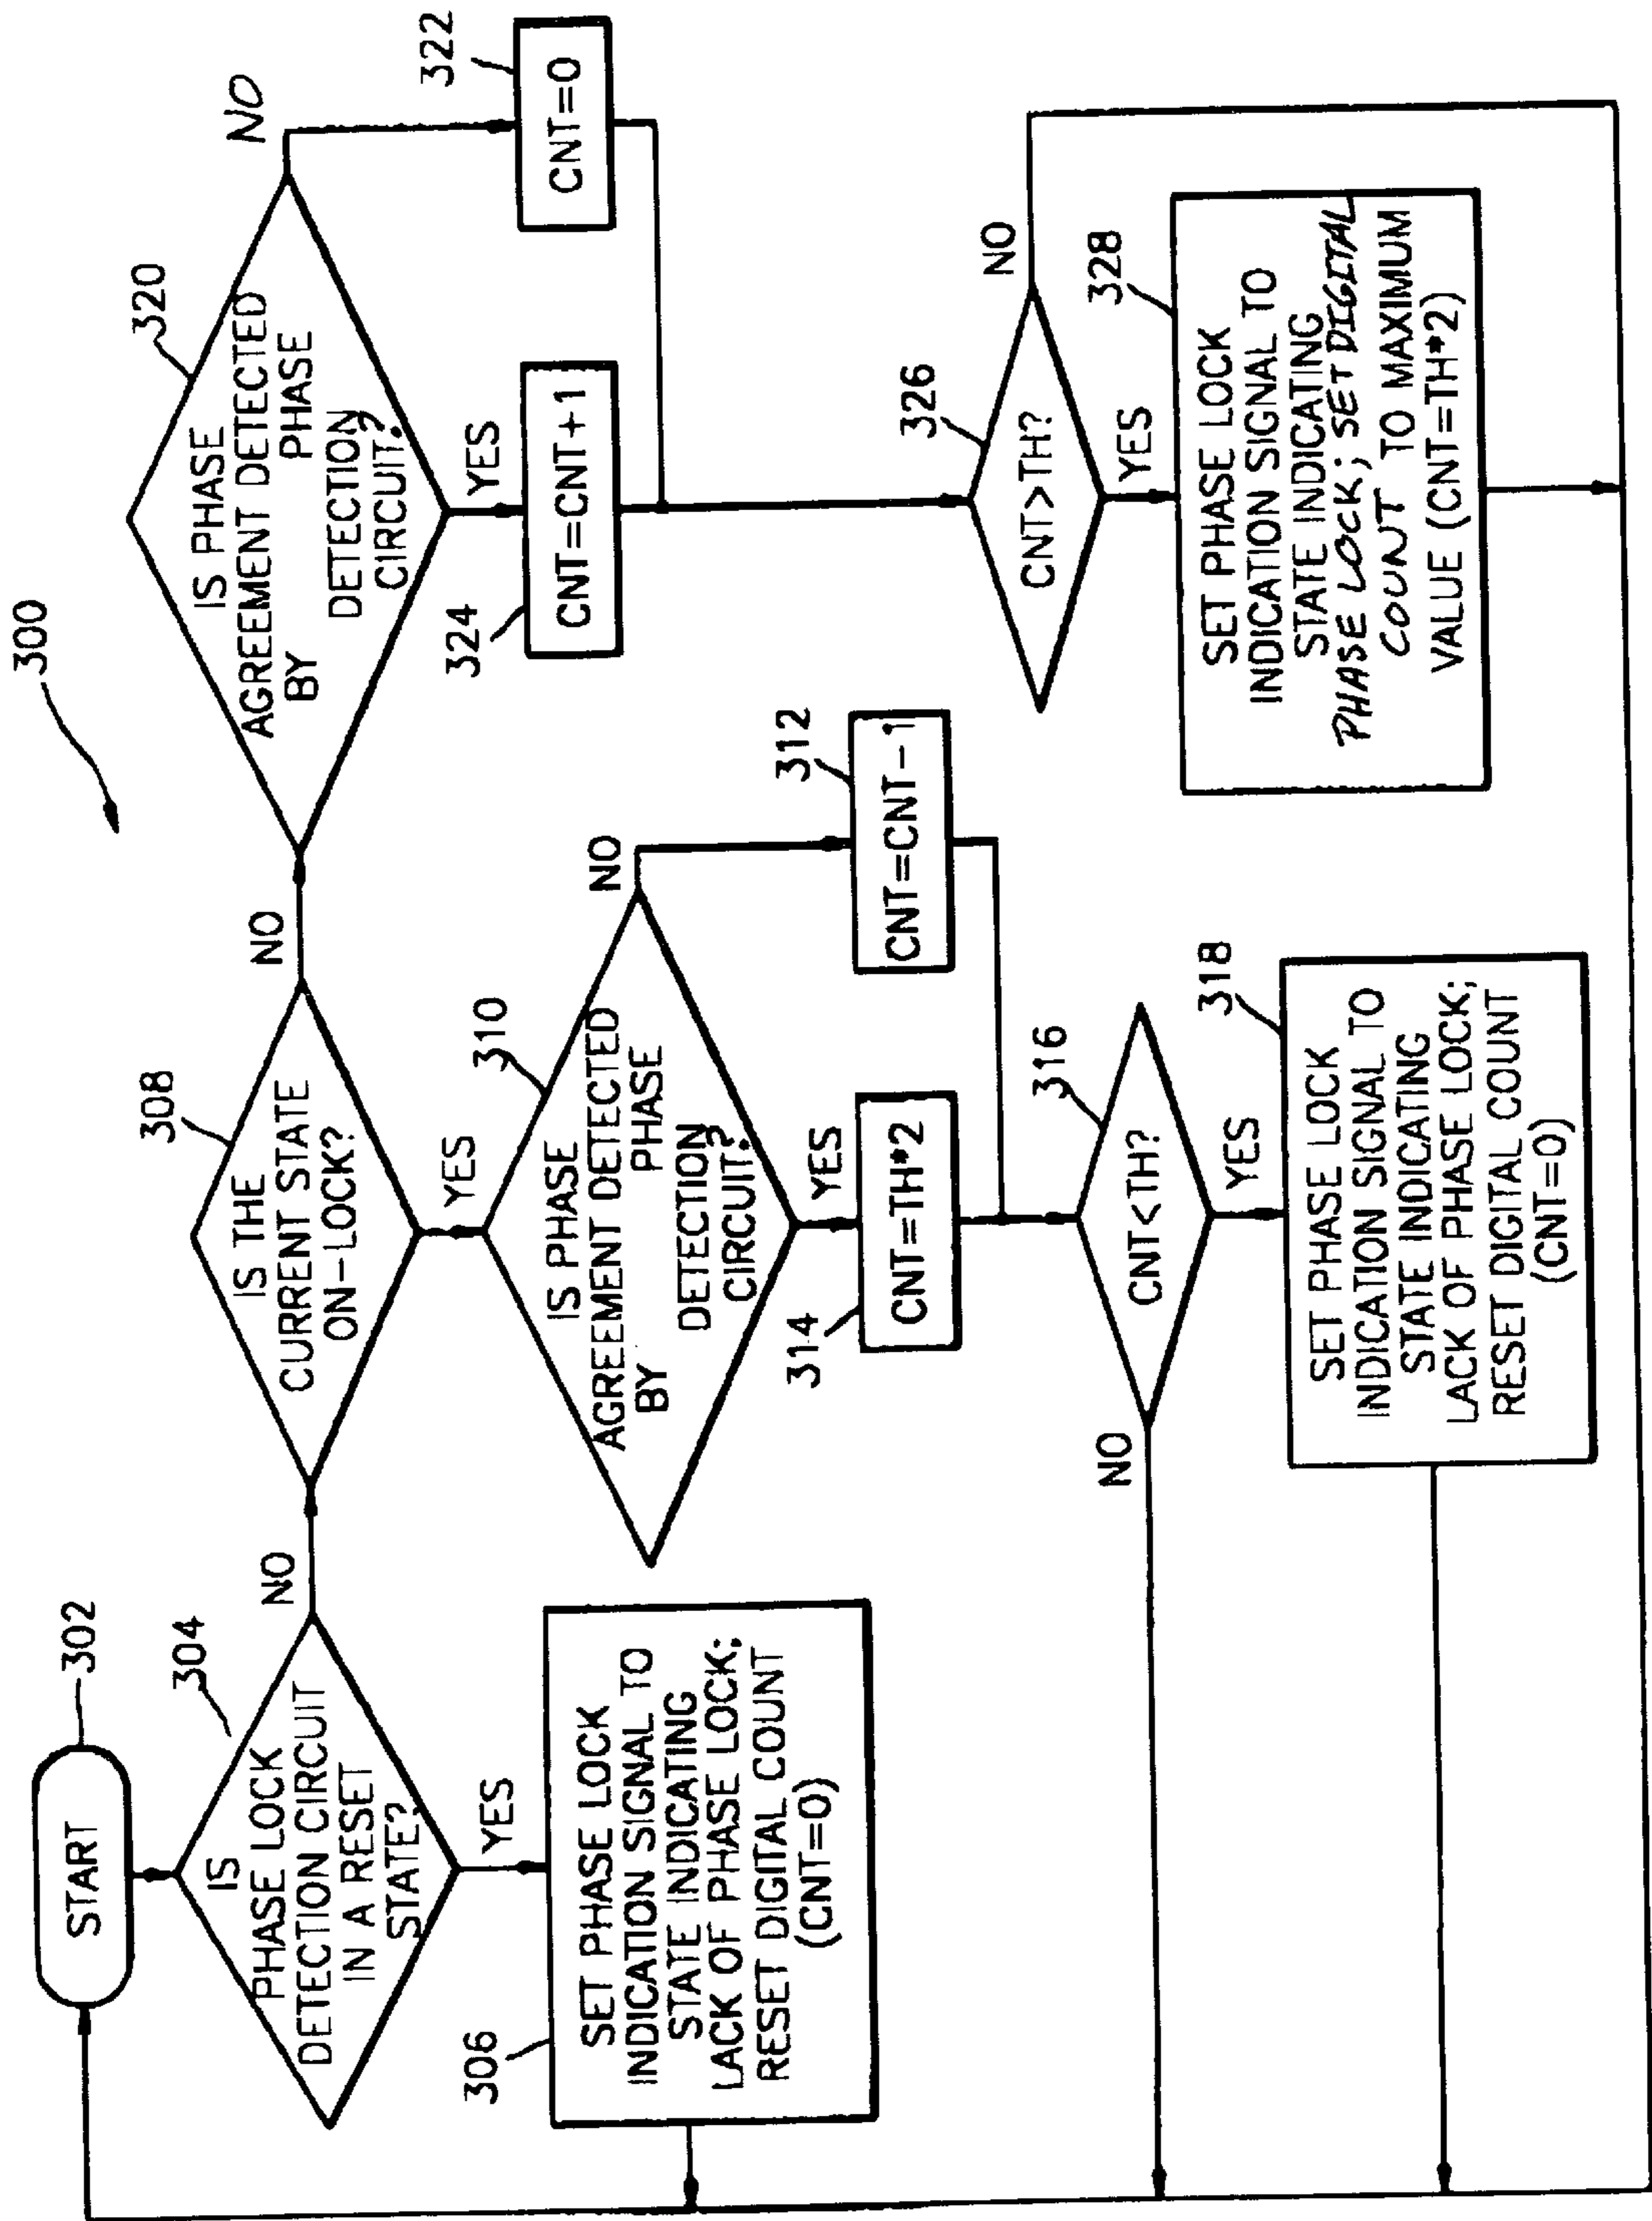 300
START
302
IS
PHASE LOCK
DETECTION CIRCUIT
IN A RESET
STATE?
304
NO
YES
306
SET PHASE LOCK
INDICATION SIGNAL TO
STATE INDICATING
LACK OF PHASE LOCK;
RESET DIGITAL COUNT
(CNT=0)
308
IS THE
CURRENT STATE
ON-LOCK?
NO
YES
310
IS PHASE
AGREEMENT DETECTED
BY PHASE
DETECTION
CIRCUIT?
NO
312
CNT=CNT-1
YES
314
CNT=TH*2
316
CNT<TH?
NO
YES
318
SET PHASE LOCK
INDICATION SIGNAL TO
STATE INDICATING
LACK OF PHASE LOCK;
RESET DIGITAL COUNT
(CNT=0)
320
IS PHASE
AGREEMENT DETECTED
BY PHASE
DETECTION
CIRCUIT?
NO
322
CNT=0
YES
324
CNT=CNT+1
326
CNT>TH?
NO
YES
328
SET PHASE LOCK
INDICATION SIGNAL TO
STATE INDICATING
PHASE LOCK; SET DIGITAL
COUNT TO MAXIMUM
VALUE (CNT=TH*2)